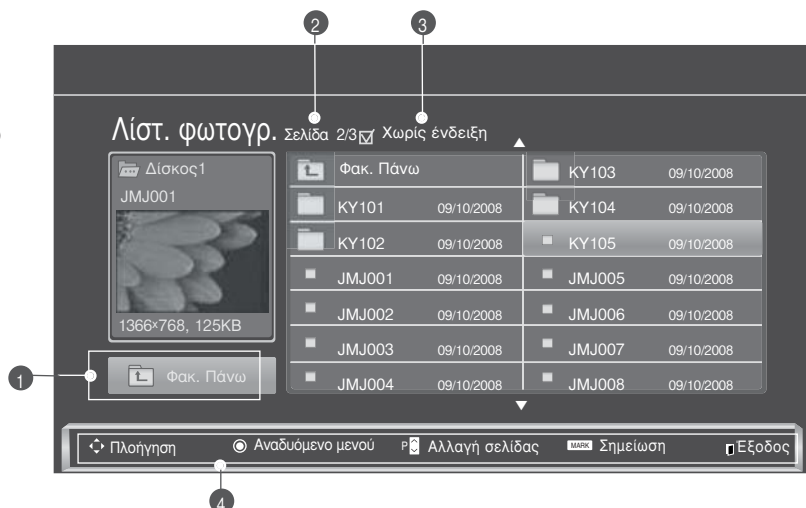 2 3
Λίστ. φωτογρ. Σελίδα 2/3 Χωρίς ένδειξη
Δίσκος1
JMJ001
1366x768, 125KB
1 Φακ. Πάνω
Φακ. Πάνω
KY101 09/10/2008
KY102 09/10/2008
JMJ001 09/10/2008
JMJ002 09/10/2008
JMJ003 09/10/2008
JMJ004 09/10/2008
KY103 09/10/2008
KY104 09/10/2008
KY105 09/10/2008
JMJ005 09/10/2008
JMJ006 09/10/2008
JMJ007 09/10/2008
JMJ008 09/10/2008
Πλοήγηση Αναδυόμενο μενού P Αλλαγή σελίδας MARK Σημείωση Έξοδος
4